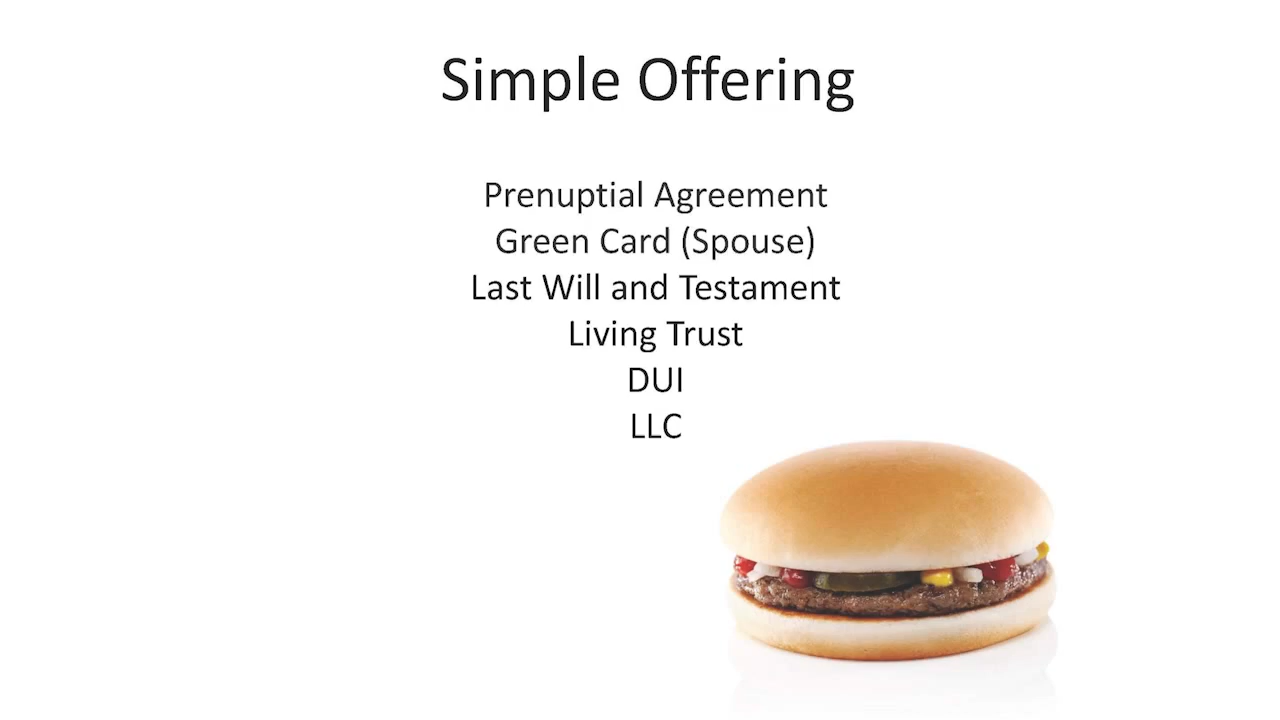 Simple Offering
Prenuptial Agreement
Green Card (Spouse)
Last Will and Testament
Living Trust
DUI
LLC